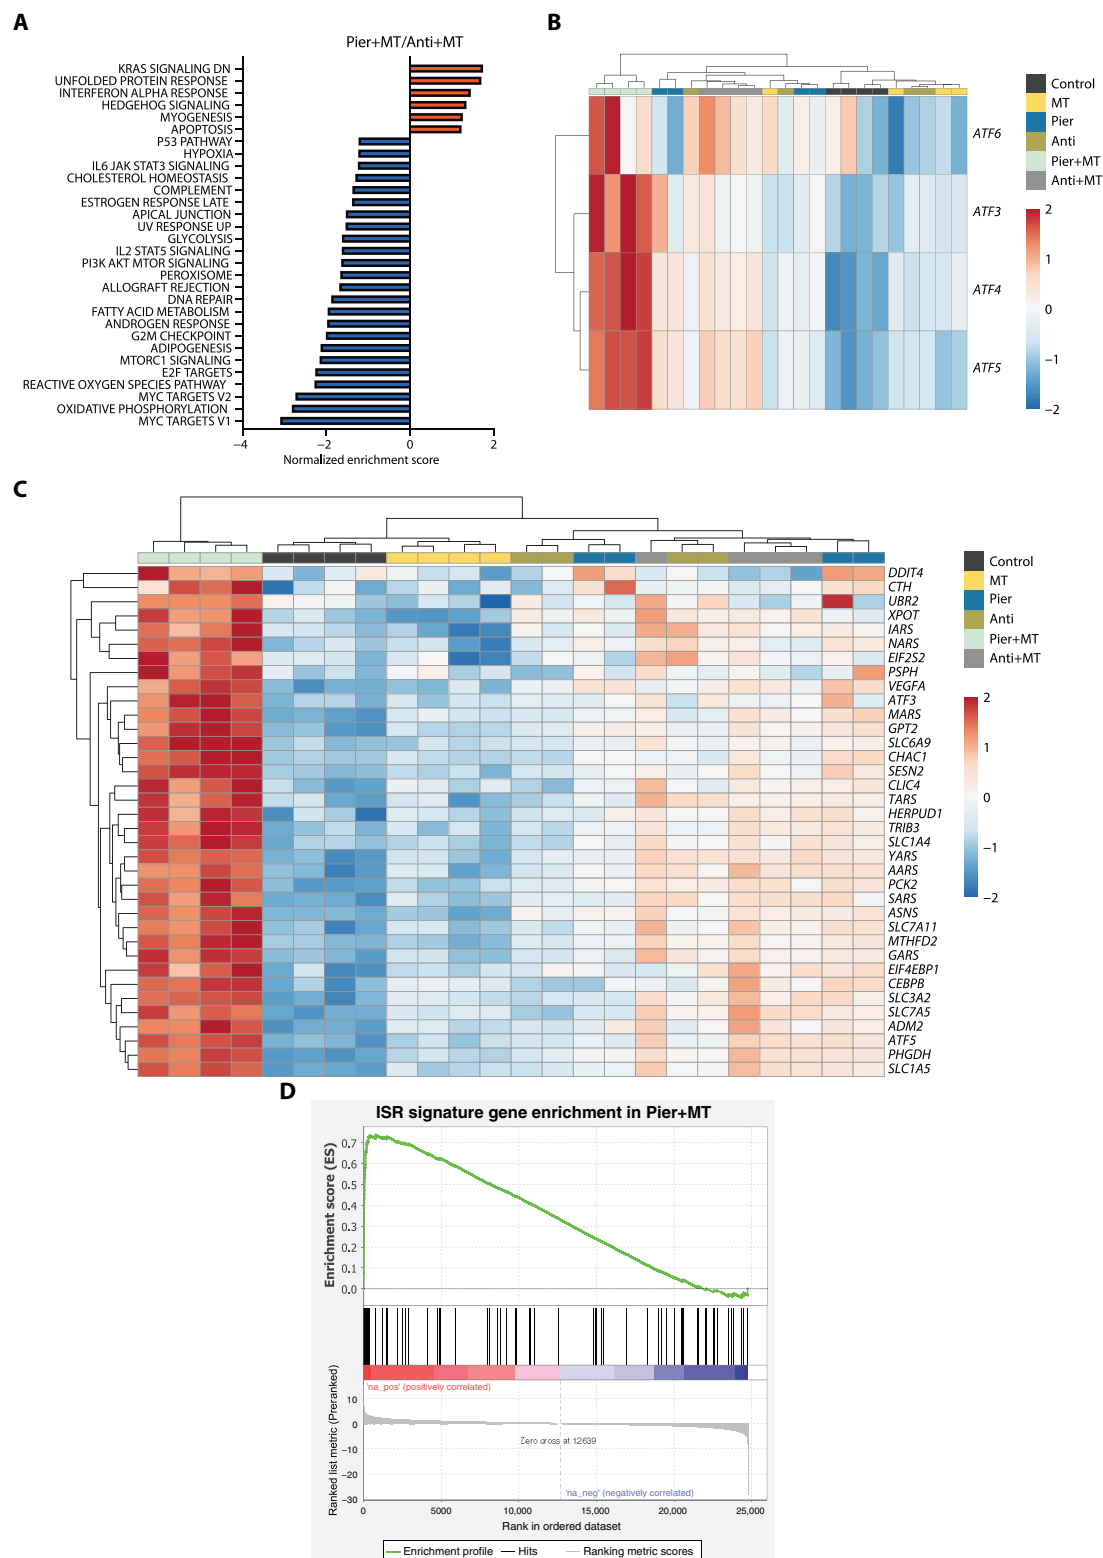 A
Pier+MT/Anti+MT
KRAS SIGNALING DN
UNFOLDED PROTEIN RESPONSE
INTERFERON ALPHA RESPONSE
HEDGEHOG SIGNALING
MYOGENESIS
APOPTOSIS
P53 PATHWAY
HYPOXIA
IL6 JAK STAT3 SIGNALING
CHOLESTEROL HOMEOSTASIS
COMPLEMENT
ESTROGEN RESPONSE LATE
APICAL JUNCTION
UV RESPONSE UP
GLYCOLYSIS
IL2 STAT5 SIGNALING
PI3K AKT MTOR SIGNALING
PEROXISOME
ALLOGRAFT REJECTION
DNA REPAIR
FATTY ACID METABOLISM
ANDROGEN RESPONSE
G2M CHECKPOINT
ADIPOGENESIS
MTORC1 SIGNALING
E2F TARGETS
REACTIVE OXYGEN SPECIES PATHWAY
MYC TARGETS V2
OXIDATIVE PHOSPHORYLATION
MYC TARGETS V1
−4 −2 0 2
Normalized enrichment score
B
ATF6
ATF3
ATF4
ATF5
Control
MT
Pier
Anti
Pier+MT
Anti+MT
2
1
0
−1
−2
C
DDIT4
CTH
UBR2
XPOT
IARS
NARS
EIF2S2
PSPH
VEGFA
ATF3
MARS
GPT2
SLC6A9
CHAC1
SESN2
CLIC4
TARS
HERPUD1
TRIB3
SLC1A4
YARS
AARS
PCK2
SARS
ASNS
SLC7A11
MTHFD2
GARS
EIF4EBP1
CEBPB
SLC3A2
SLC7A5
ADM2
ATF5
PHGDH
SLC1A5
Control
MT
Pier
Anti
Pier+MT
Anti+MT
2
1
0
−1
−2
D
ISR signature gene enrichment in Pier+MT
Enrichment score (ES)
0.7
0.6
0.5
0.4
0.3
0.2
0.1
0.0
'na_pos' (positively correlated)
Ranked list metric (Preranked)
10
0
−10
−20
−30
Zero cross at 12639
'na_neg' (negatively correlated)
0 5000 10,000 15,000 20,000 25,000
Rank in ordered dataset
Enrichment profile Hits Ranking metric scores